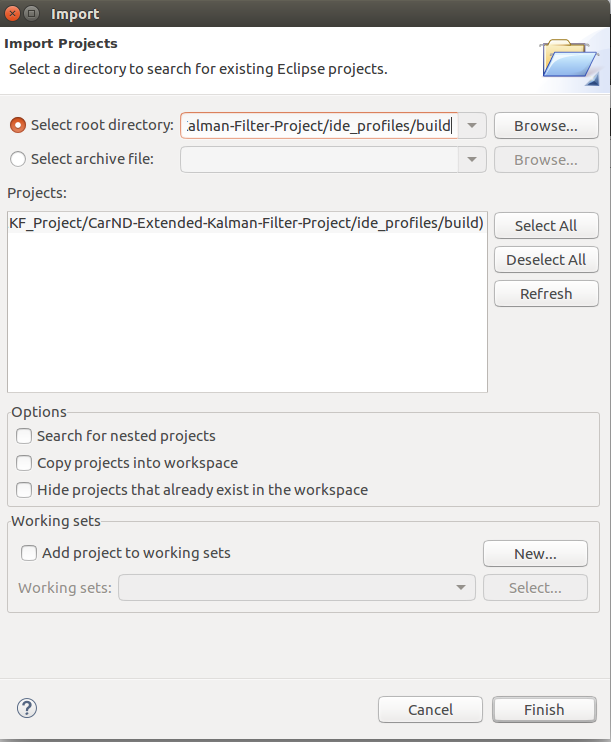 Import
Import Projects
Select a directory to search for existing Eclipse projects.
Select root directory: alman-Filter-Project/ide_profiles/build Browse...
Select archive file: Browse...
Projects:
KF_Project/CarND-Extended-Kalman-Filter-Project/ide_profiles/build)
Select All
Deselect All
Refresh
Options
Search for nested projects
Copy projects into workspace
Hide projects that already exist in the workspace
Working sets
Add project to working sets New...
Working sets: Select...
? Cancel Finish